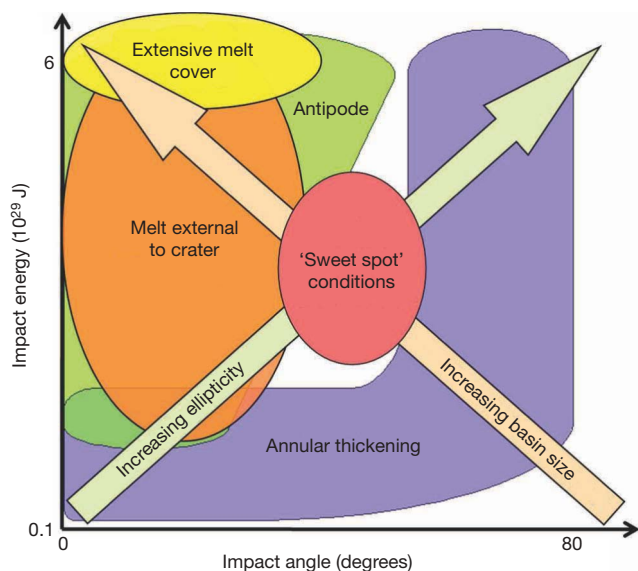 6
Extensive melt
cover
Antipode
Melt external
to crater
'Sweet spot'
conditions
Impact energy (10²⁹ J)
Increasing ellipticity
Increasing basin size
Annular thickening
0.1
0
80
Impact angle (degrees)